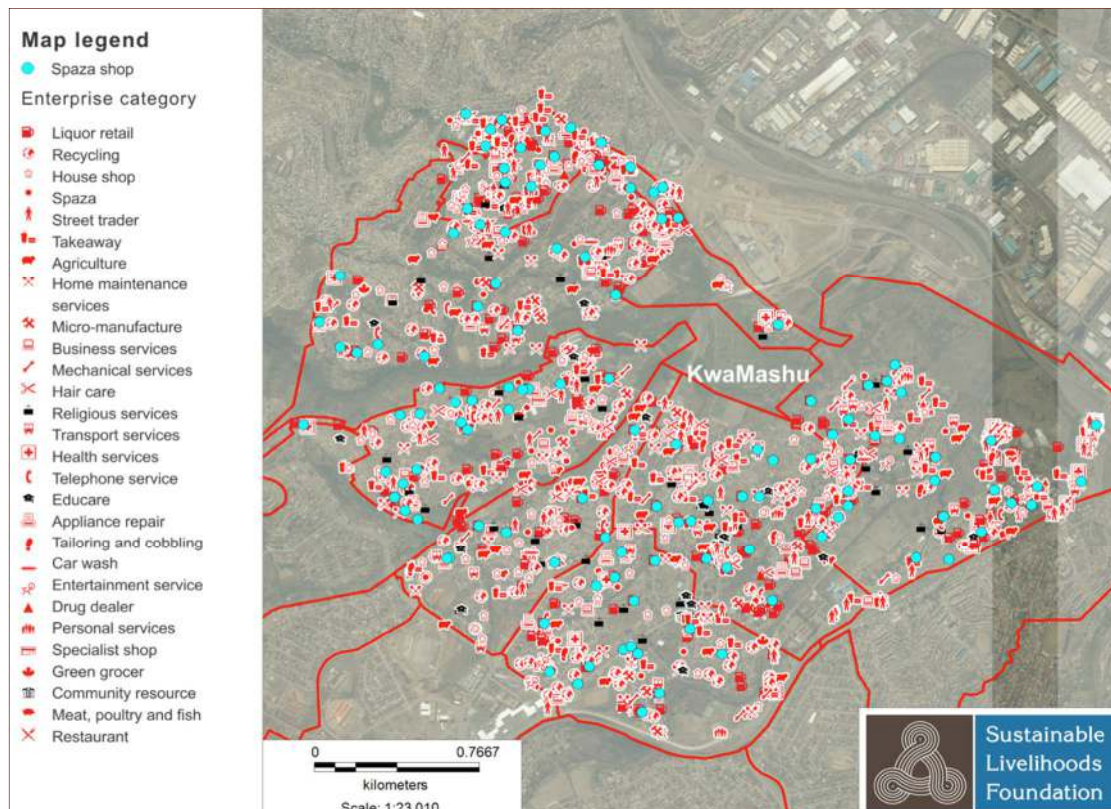 Map legend
Spaza shop
Enterprise category
Liquor retail
Recycling
House shop
Spaza
Street trader
Takeaway
Agriculture
Home maintenance
services
Micro-manufacture
Business services
Mechanical services
Hair care
Religious services
Transport services
Health services
Telephone service
Educare
Appliance repair
Tailoring and cobbling
Car wash
Entertainment service
Drug dealer
Personal services
Specialist shop
Green grocer
Community resource
Meat, poultry and fish
Restaurant
KwaMashu
0 0.7667
kilometers
Scale: 1:23 010
Sustainable
Livelihoods
Foundation